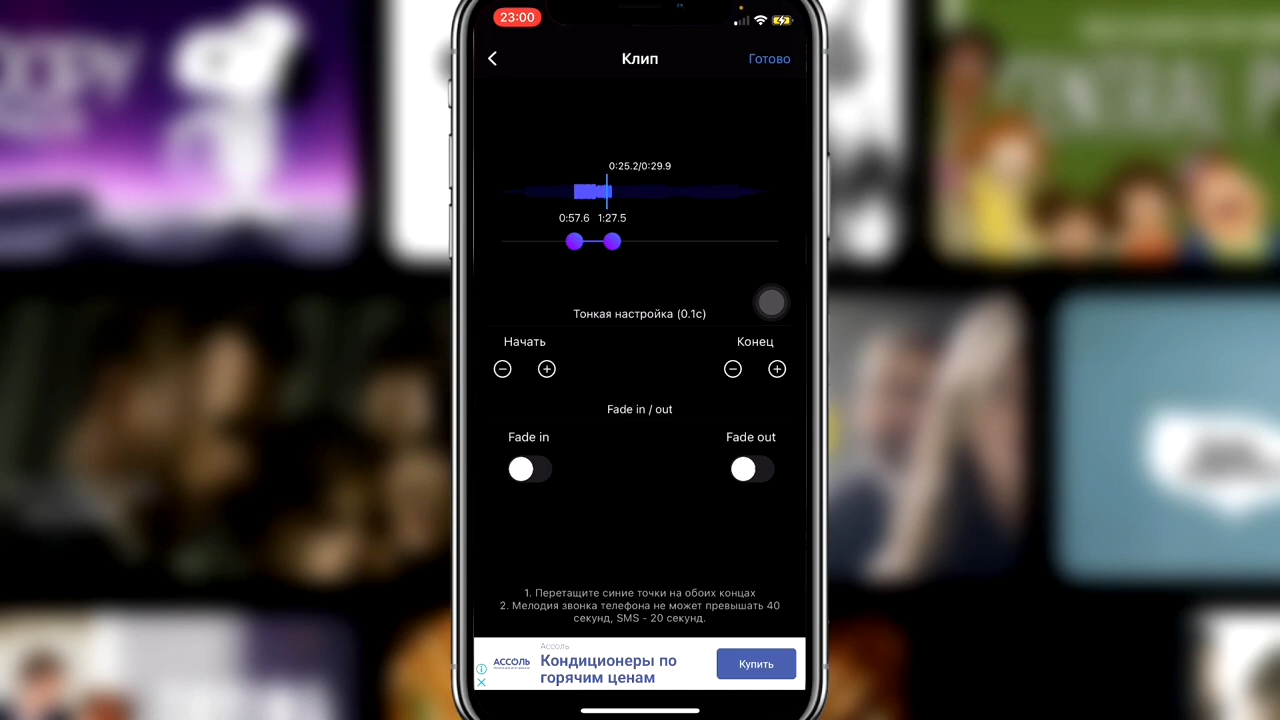 23:00
Клип
Готово
0:25.2/0:29.9
0:57.6 1:27.5
Тонкая настройка (0.1с)
Начать
Конец
Fade in / out
Fade in
Fade out
1. Перетащите синие точки на обоих концах
2. Мелодия звонка телефона не может превышать 40
секунд, SMS - 20 секунд.
Ассоль
АССОЛЬ
Кондиционеры по
горячим ценам
Купить